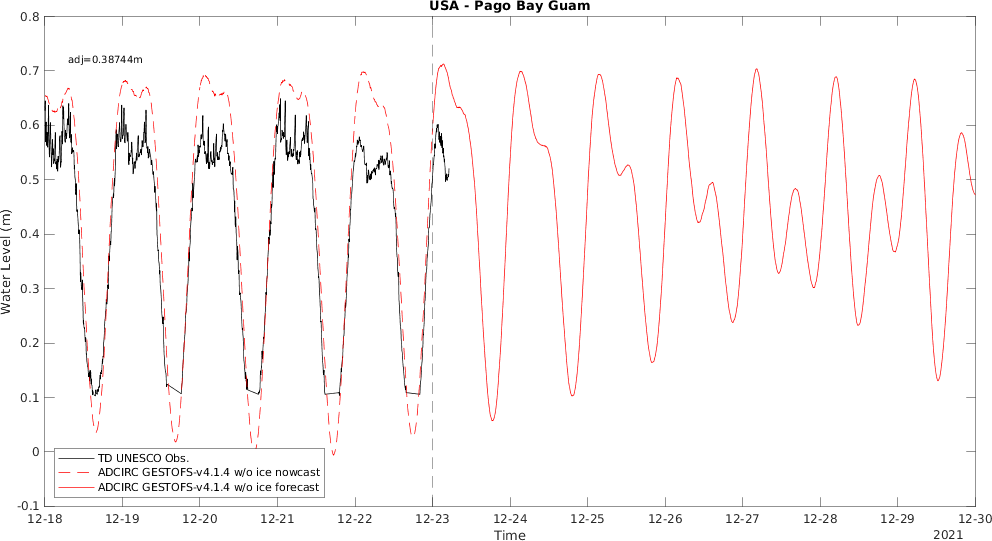 USA - Pago Bay Guam
adj=0.38744m
Water Level (m)
0.8
0.7
0.6
0.5
0.4
0.3
0.2
0.1
0
-0.1
TD UNESCO Obs.
ADCIRC GESTOFS-v4.1.4 w/o ice nowcast
ADCIRC GESTOFS-v4.1.4 w/o ice forecast
12-18 12-19 12-20 12-21 12-22 12-23 12-24 12-25 12-26 12-27 12-28 12-29 12-30
Time
2021